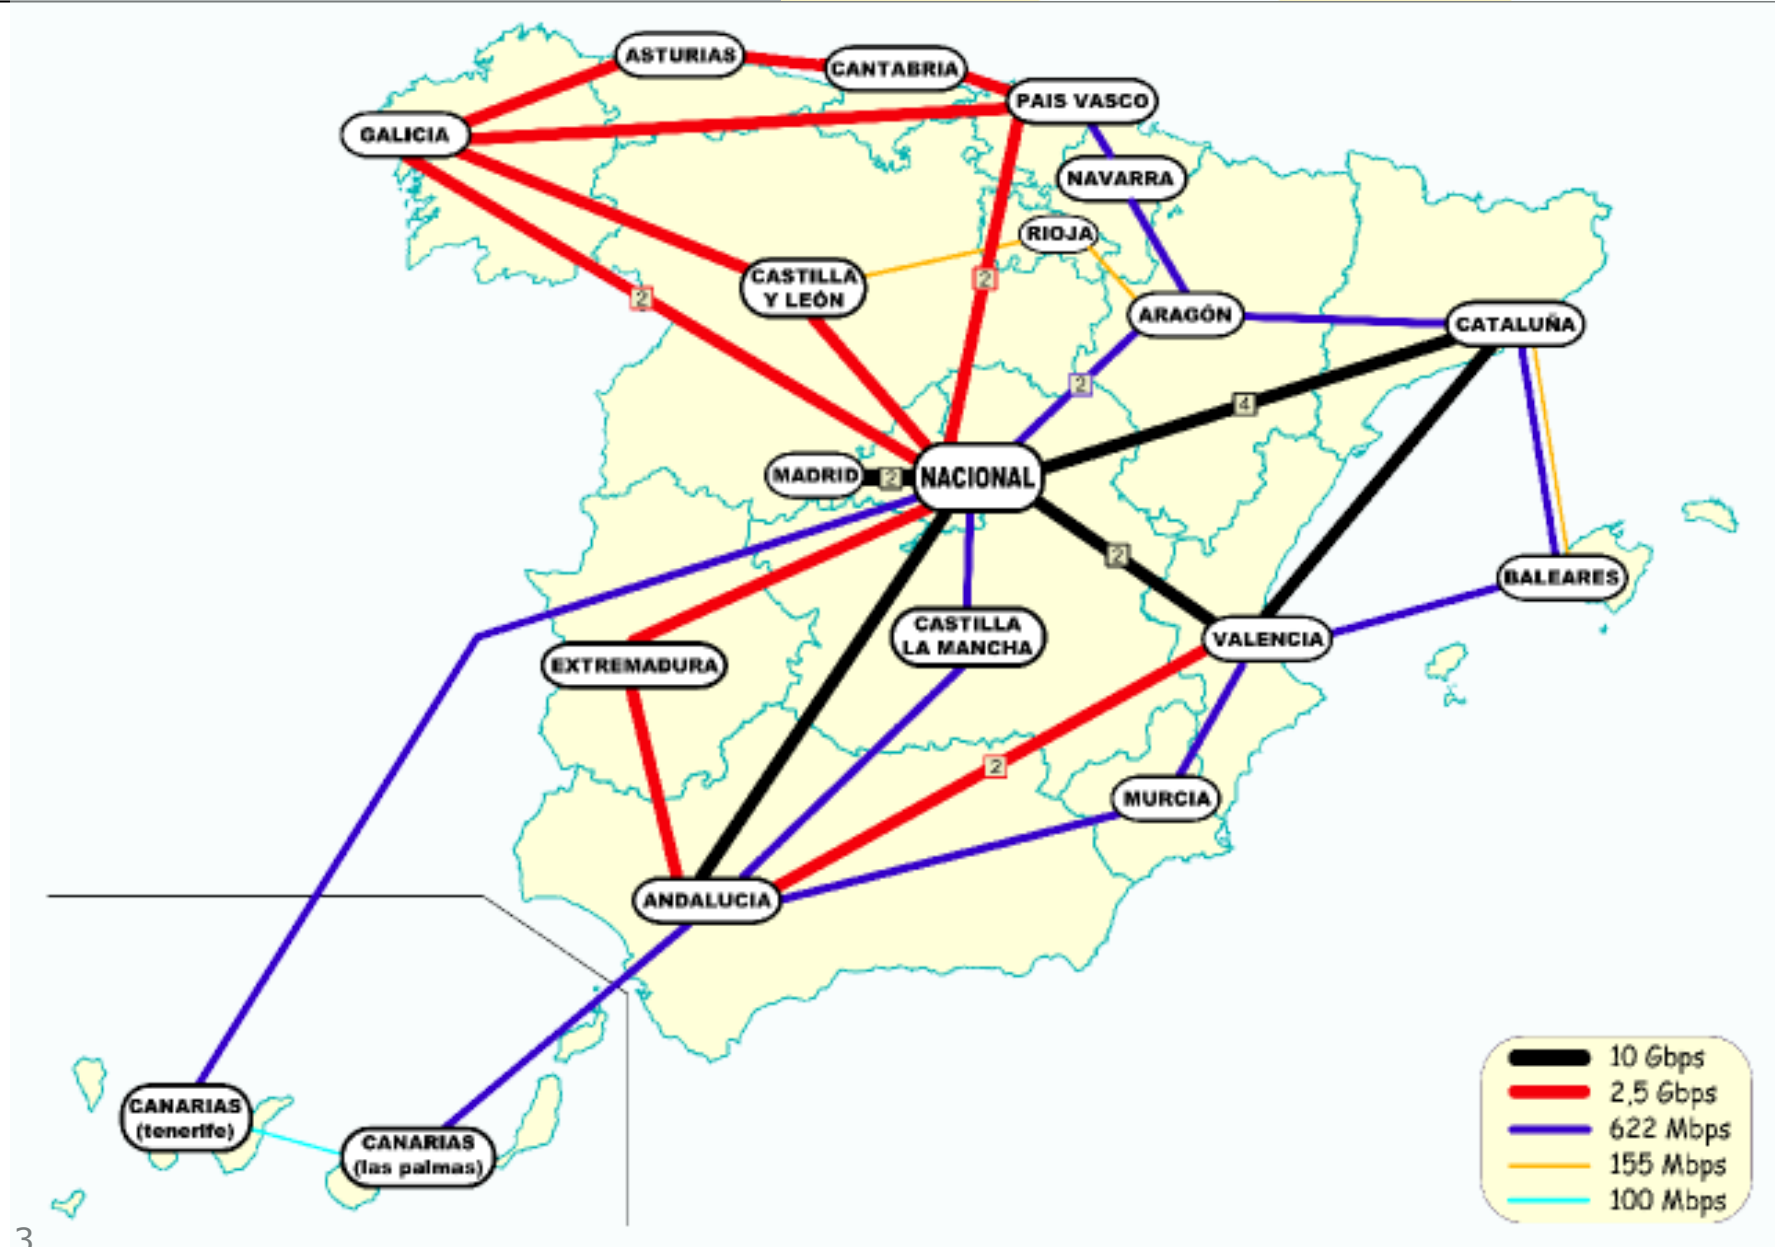 ASTURIAS
CANTABRIA
PAIS VASCO
GALICIA
NAVARRA
RIOJA
CASTILLA
Y LEÓN
2
2
ARAGÓN
CATALUÑA
2
4
MADRID
2
NACIONAL
2
BALEARES
CASTILLA
LA MANCHA
VALENCIA
EXTREMADURA
2
MURCIA
ANDALUCIA
CANARIAS
(tenerife)
CANARIAS
(las palmas)
10 Gbps
2,5 Gbps
622 Mbps
155 Mbps
100 Mbps
3